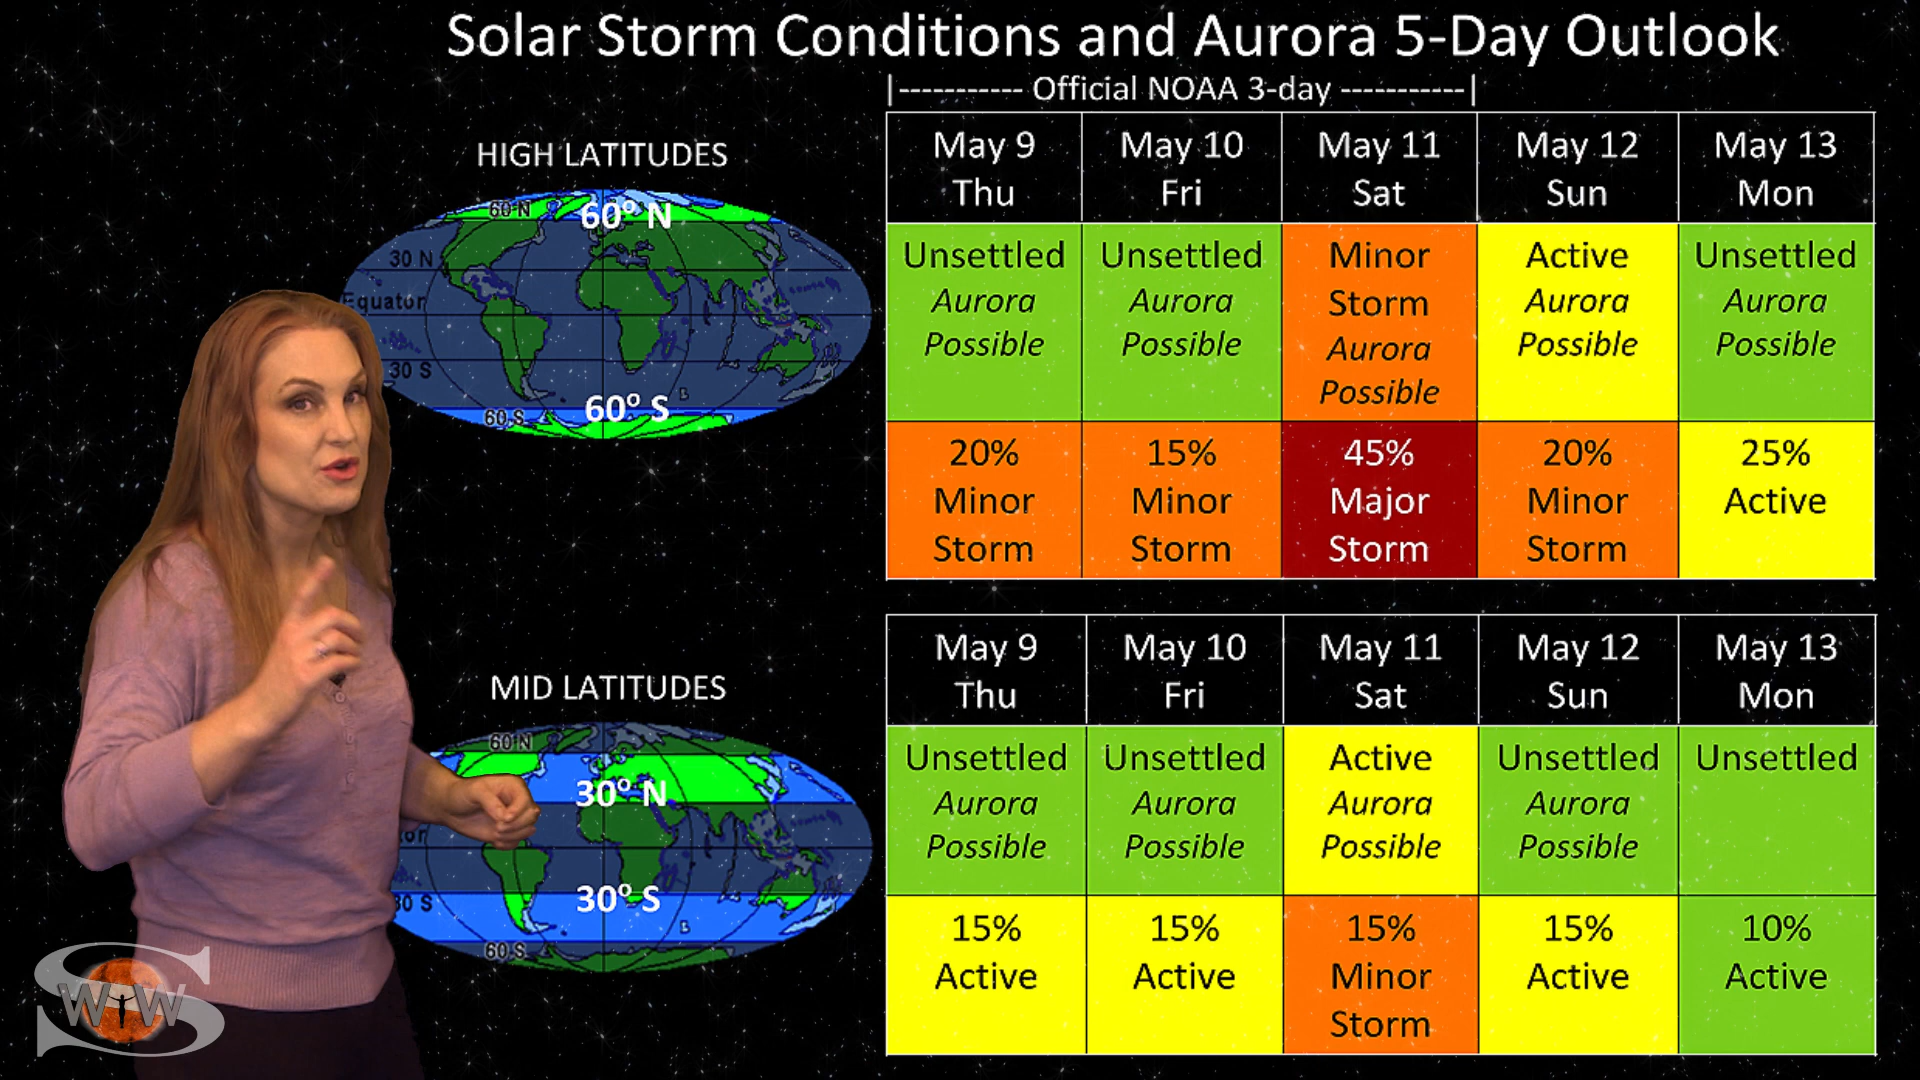 Solar Storm Conditions and Aurora 5-Day Outlook
|----------- Official NOAA 3-day -----------|
HIGH LATITUDES
60 N
60º N
30 N
Equator
30 S
60 S
60º S
May 9 May 10 May 11 May 12 May 13
Thu Fri Sat Sun Mon
Unsettled Unsettled Minor Active Unsettled
Aurora Aurora Storm Aurora Aurora
Possible Possible Aurora Possible Possible
Possible
20% 15% 45% 20% 25%
Minor Minor Major Minor Active
Storm Storm Storm Storm
MID LATITUDES
60 N
30º N
tor
30 S
30º S
60 S
May 9 May 10 May 11 May 12 May 13
Thu Fri Sat Sun Mon
Unsettled Unsettled Active Unsettled Unsettled
Aurora Aurora Aurora Aurora
Possible Possible Possible Possible
15% 15% 15% 15% 10%
Active Active Minor Active Active
Storm
S
WW